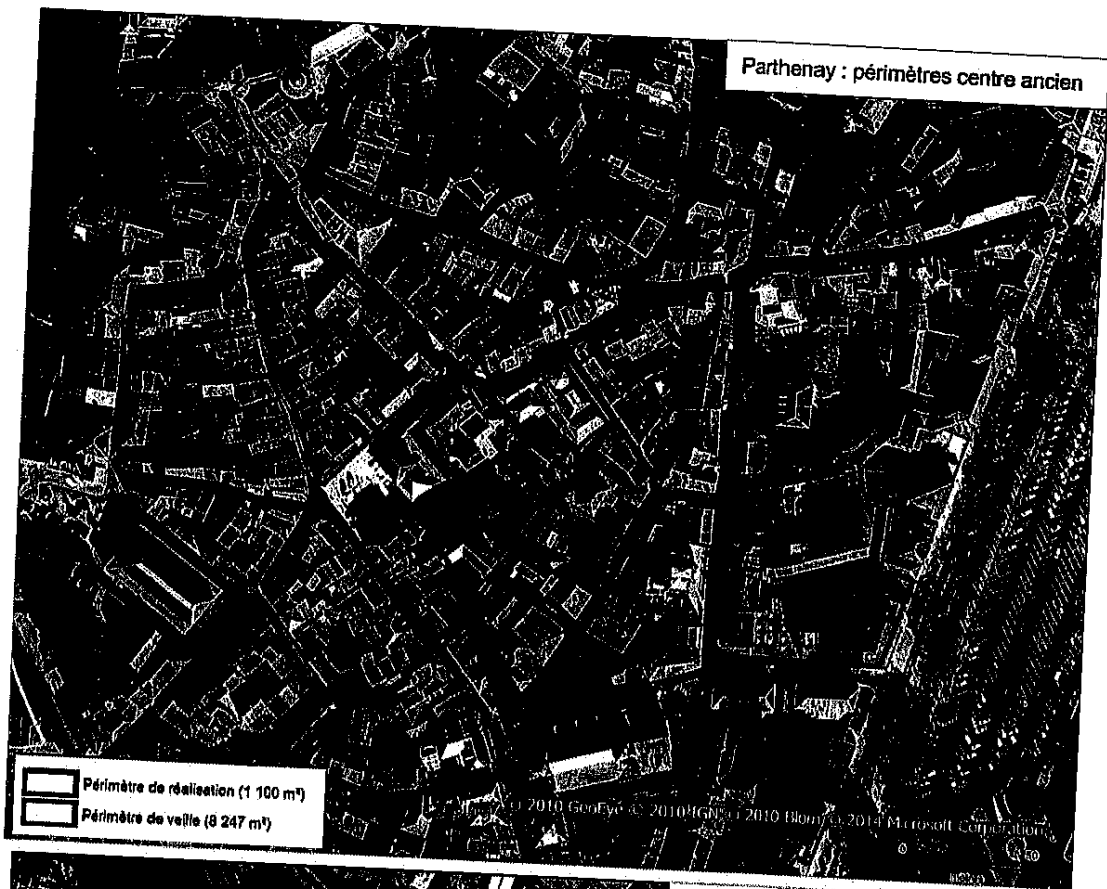 Parthenay : périmètres centre ancien
Périmètre de réalisation (1 100 m²)
Périmètre de veille (8 247 m²)
© 2010 GeoEye © 2010 IGN © 2010 Blom © 2014 Microsoft Corporation